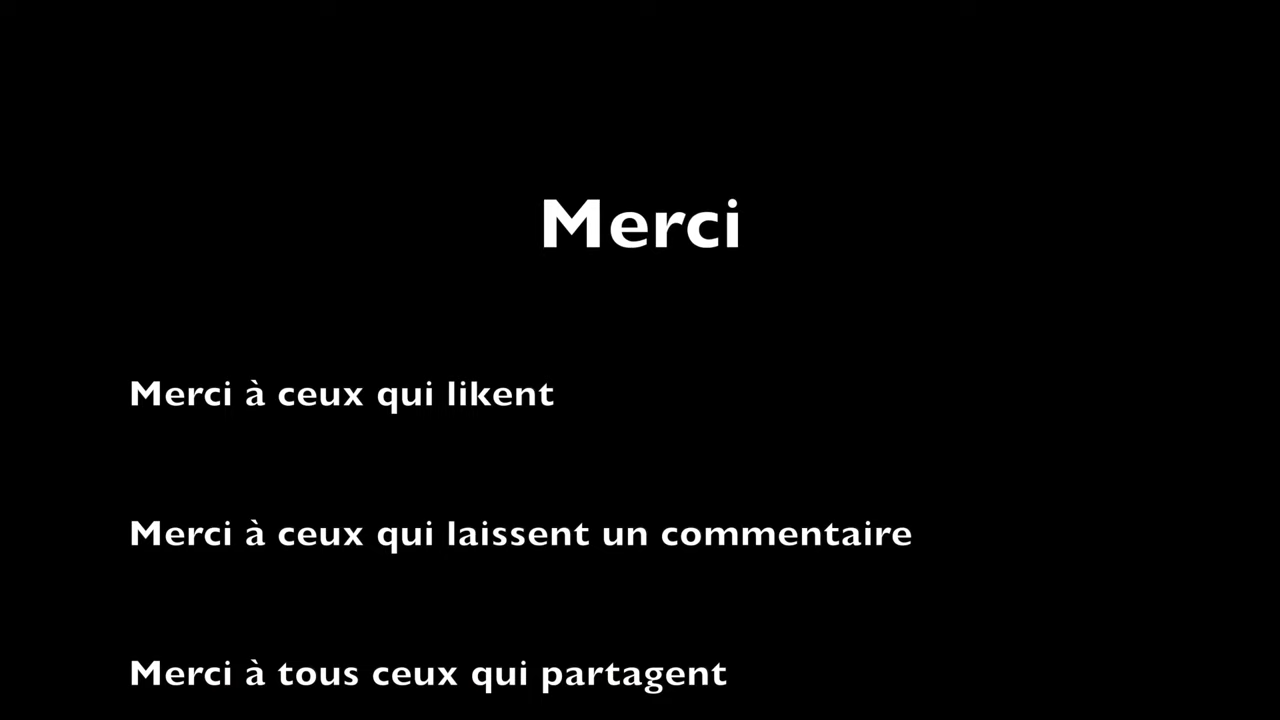 Merci
Merci à ceux qui likent
Merci à ceux qui laissent un commentaire
Merci à tous ceux qui partagent